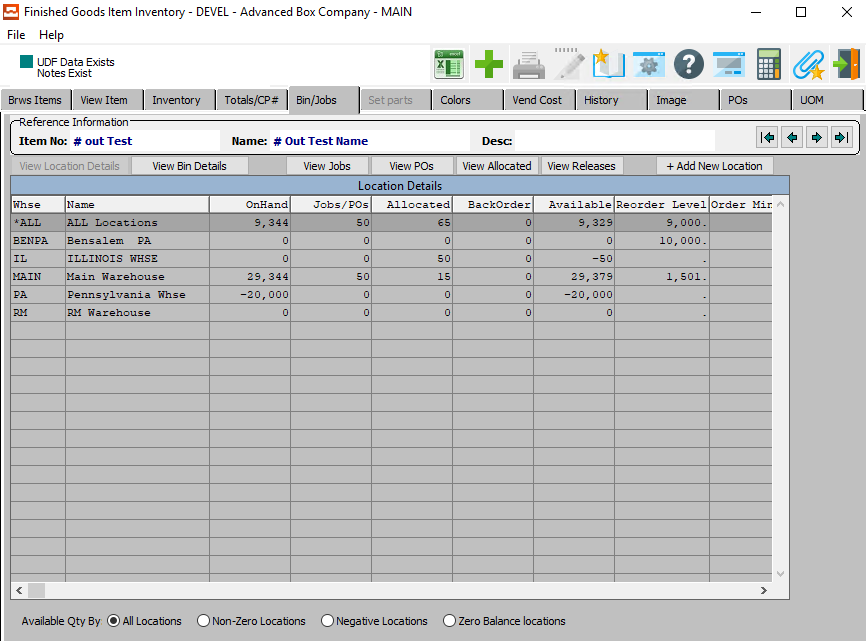 Finished Goods Item Inventory - DEVEL - Advanced Box Company - MAIN
File Help
UDF Data Exists
Notes Exist
Brws Items View Item Inventory Totals/CP# Bin/Jobs Set parts Colors Vend Cost History Image POs UOM
Reference Information
Item No: # out Test Name: # Out Test Name Desc:
View Location Details View Bin Details View Jobs View POs View Allocated View Releases + Add New Location
Location Details
Whse Name OnHand Jobs/POs Allocated BackOrder Available Reorder Level Order Min
*ALL ALL Locations 9,344 50 65 0 9,329 9,000.
BENPA Bensalem PA 0 0 0 0 0 10,000.
IL ILLINOIS WHSE 0 0 50 0 -50 .
MAIN Main Warehouse 29,344 50 15 0 29,379 1,501.
PA Pennsylvania Whse -20,000 0 0 0 -20,000 .
RM RM Warehouse 0 0 0 0 0 .
Available Qty By: All Locations Non-Zero Locations Negative Locations Zero Balance locations